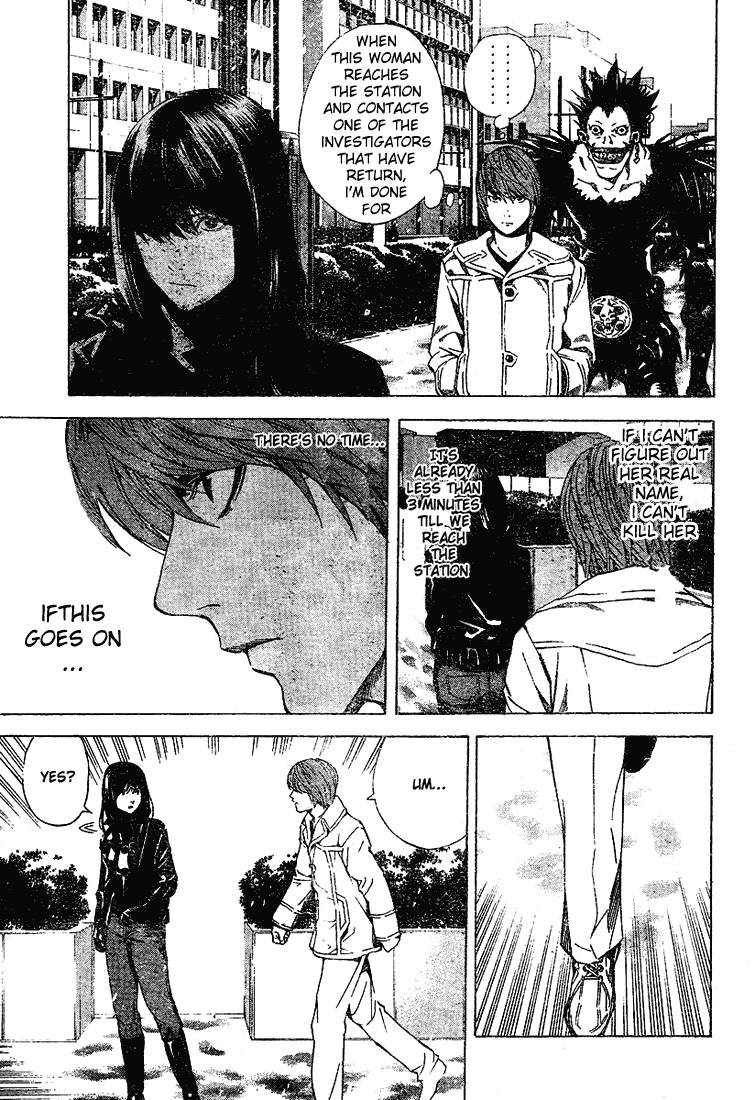 ......
WHEN
THIS WOMAN
REACHES
THE STATION
AND CONTACTS
ONE OF THE
INVESTIGATORS
THAT HAVE
RETURN,
I'M DONE
FOR
IF I CAN'T
FIGURE OUT
HER REAL
NAME,
I CAN'T
KILL HER
IT'S
ALREADY
LESS THAN
3 MINUTES
TILL WE
REACH
THE
STATION
THERE'S NO TIME...
IFTHIS
GOES ON
...
UM...
YES?